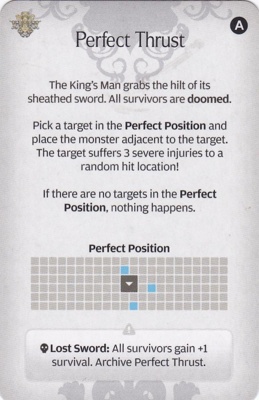 A
Perfect Thrust
The King's Man grabs the hilt of its
sheathed sword. All survivors are doomed.
Pick a target in the Perfect Position and
place the monster adjacent to the target.
The target suffers 3 severe injuries to a
random hit location!
If there are no targets in the Perfect
Position, nothing happens.
Perfect Position
Lost Sword: All survivors gain +1
survival. Archive Perfect Thrust.